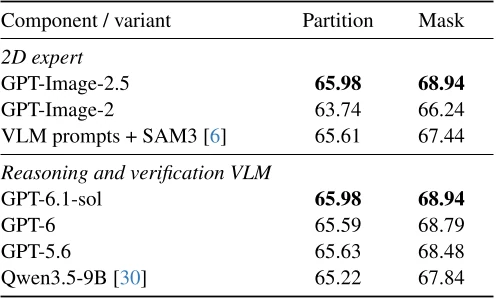 Component / variant Partition Mask
2D expert
GPT-Image-2.5 65.98 68.94
GPT-Image-2 63.74 66.24
VLM prompts + SAM3 [6] 65.61 67.44
Reasoning and verification VLM
GPT-6.1-sol 65.98 68.94
GPT-6 65.59 68.79
GPT-5.6 65.63 68.48
Qwen3.5-9B [30] 65.22 67.84